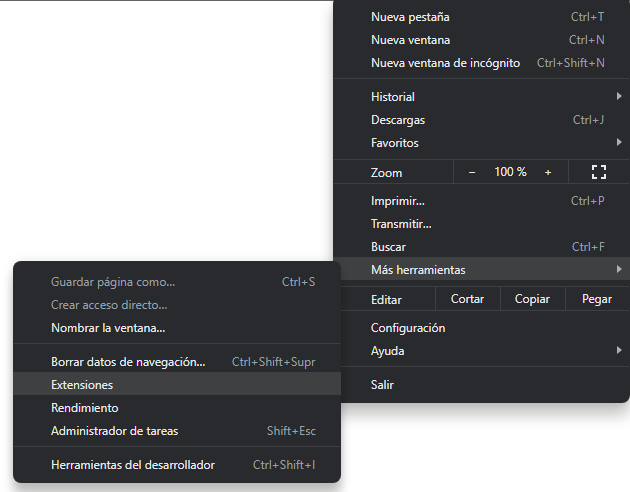 Nueva pestaña Ctrl+T
Nueva ventana Ctrl+N
Nueva ventana de incógnito Ctrl+Shift+N
Historial
Descargas Ctrl+J
Favoritos
Zoom − 100 % +
Imprimir... Ctrl+P
Transmitir...
Buscar Ctrl+F
Más herramientas
Editar Cortar Copiar Pegar
Configuración
Ayuda
Salir
Guardar página como... Ctrl+S
Crear acceso directo...
Nombrar la ventana...
Borrar datos de navegación... Ctrl+Shift+Supr
Extensiones
Rendimiento
Administrador de tareas Shift+Esc
Herramientas del desarrollador Ctrl+Shift+I